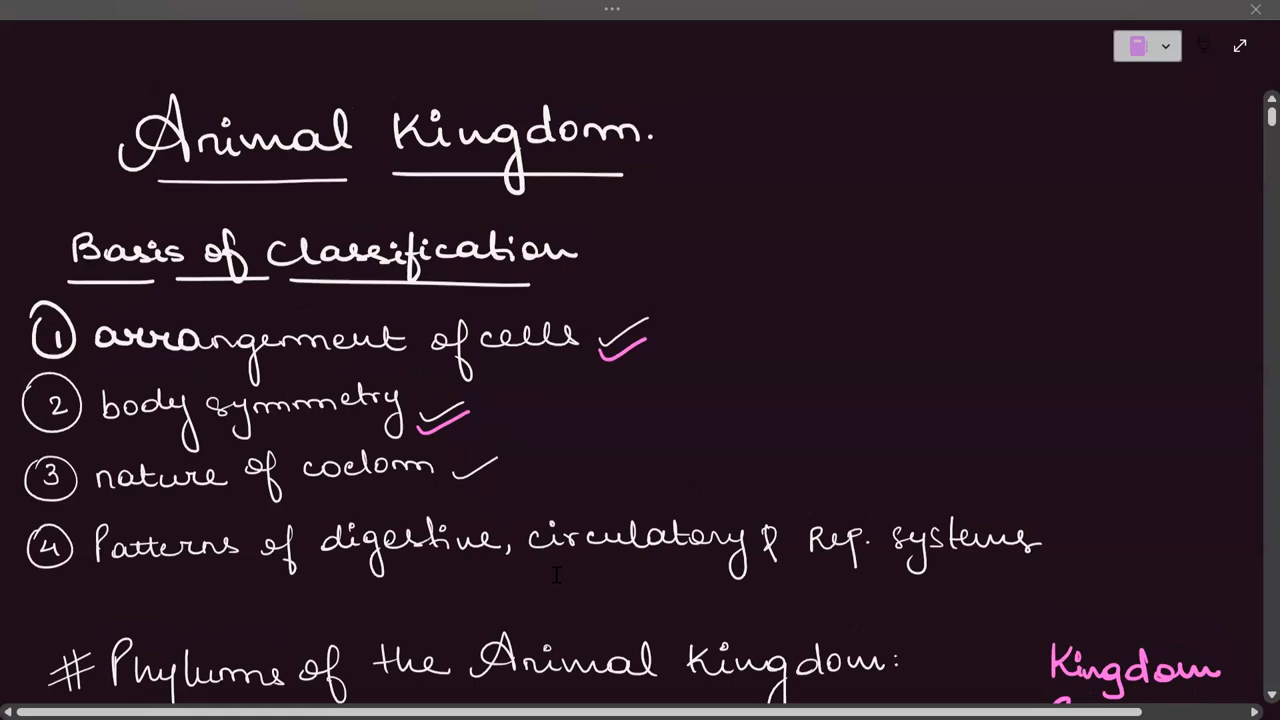 Animal Kingdom.
Basis of Classification
① arrangement of cells ✓
② body symmetry ✓
③ nature of coelom ✓
④ Patterns of digestive, circulatory & Rep. systems
# Phylums of the Animal Kingdom:
Kingdom